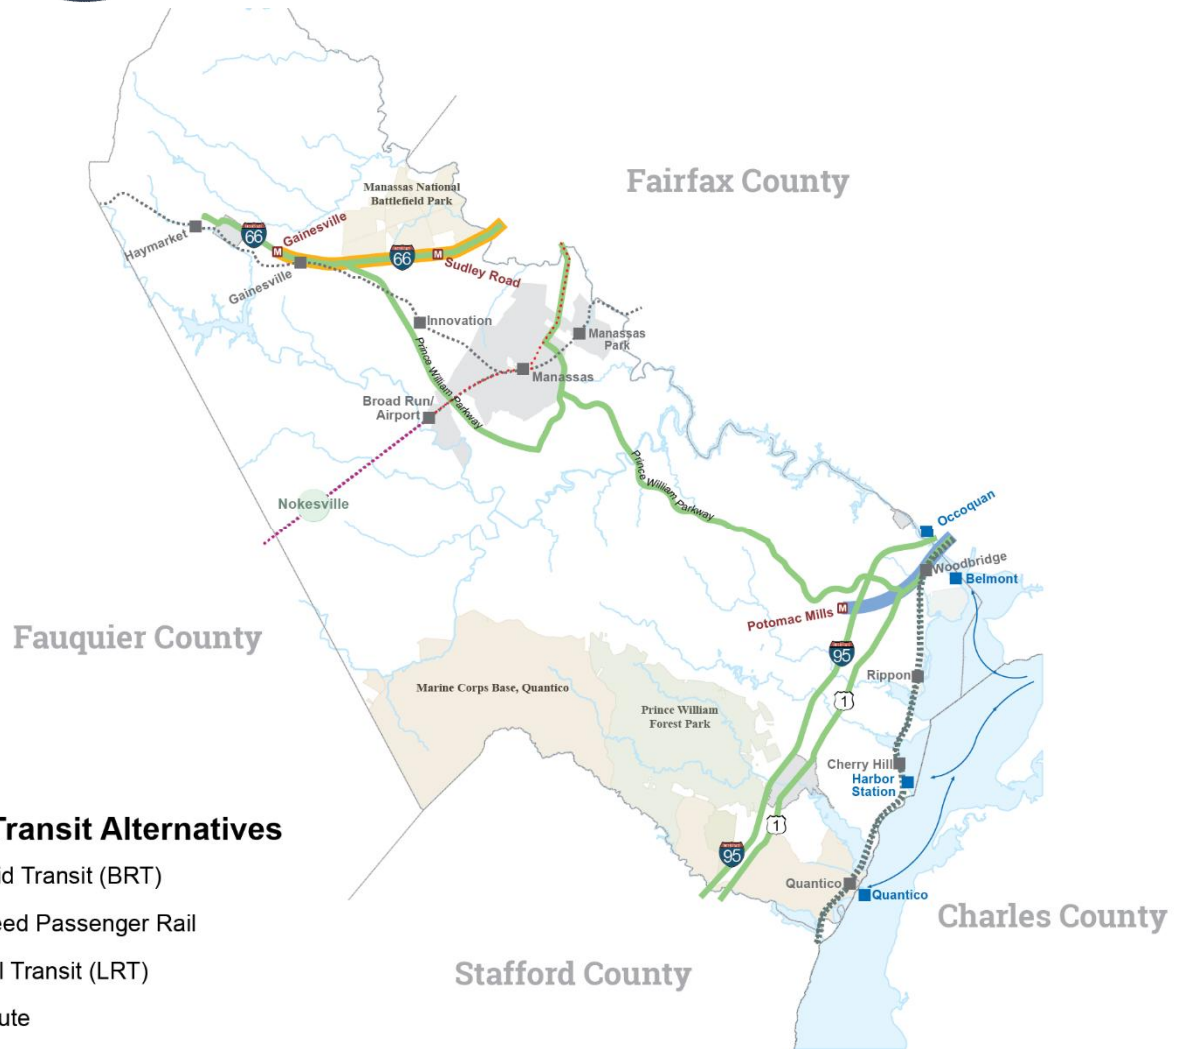 Fairfax County
Manassas National
Battlefield Park
Haymarket
66
Gainesville
Gainesville
M
66
M
Sudley Road
Innovation
Manassas
Park
Manassas
Prince William Parkway
Broad Run/
Airport
Nokesville
Prince William Parkway
Occoquan
Woodbridge
Belmont
Potomac Mills
M
Fauquier County
95
Rippon
Marine Corps Base, Quantico
1
Prince William
Forest Park
Cherry Hill
Harbor
Station
1
95
Quantico
Quantico
Charles County
Stafford County
Transit Alternatives
id Transit (BRT)
eed Passenger Rail
l Transit (LRT)
ute